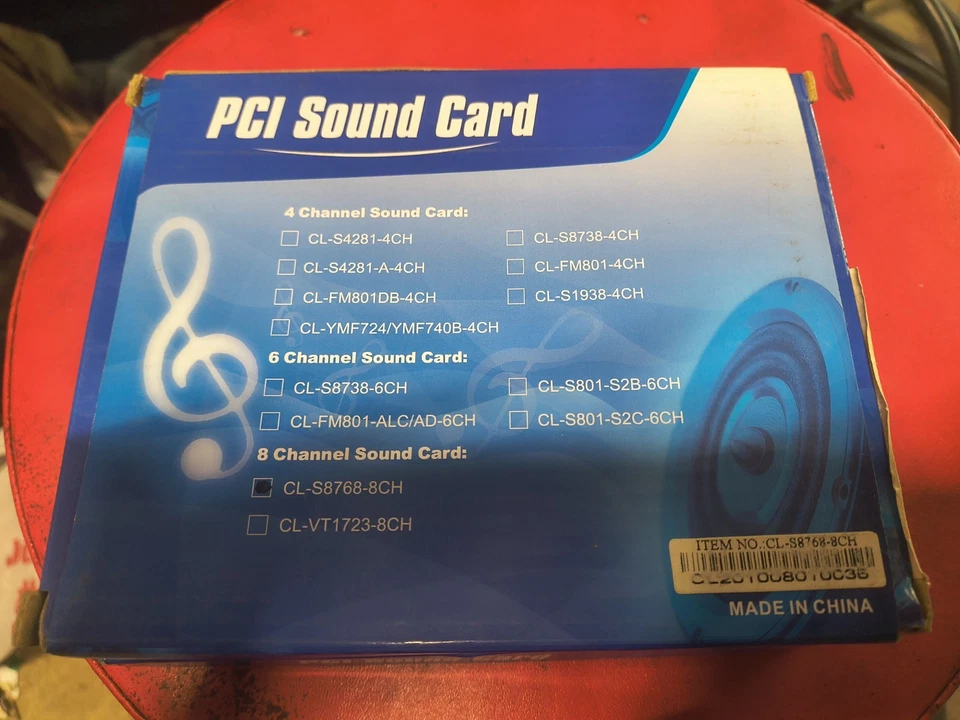 PCI Sound Card
4 Channel Sound Card:
CL-S4281-4CH
CL-S8738-4CH
CL-S4281-A-4CH
CL-FM801-4CH
CL-FM801DB-4CH
CL-S1938-4CH
CL-YMF724/YMF740B-4CH
6 Channel Sound Card:
CL-S8738-6CH
CL-S801-S2B-6CH
CL-FM801-ALC/AD-6CH
CL-S801-S2C-6CH
8 Channel Sound Card:
CL-S8768-8CH
CL-VT1723-8CH
ITEM NO.:CL-S8768-8CH
MADE IN CHINA